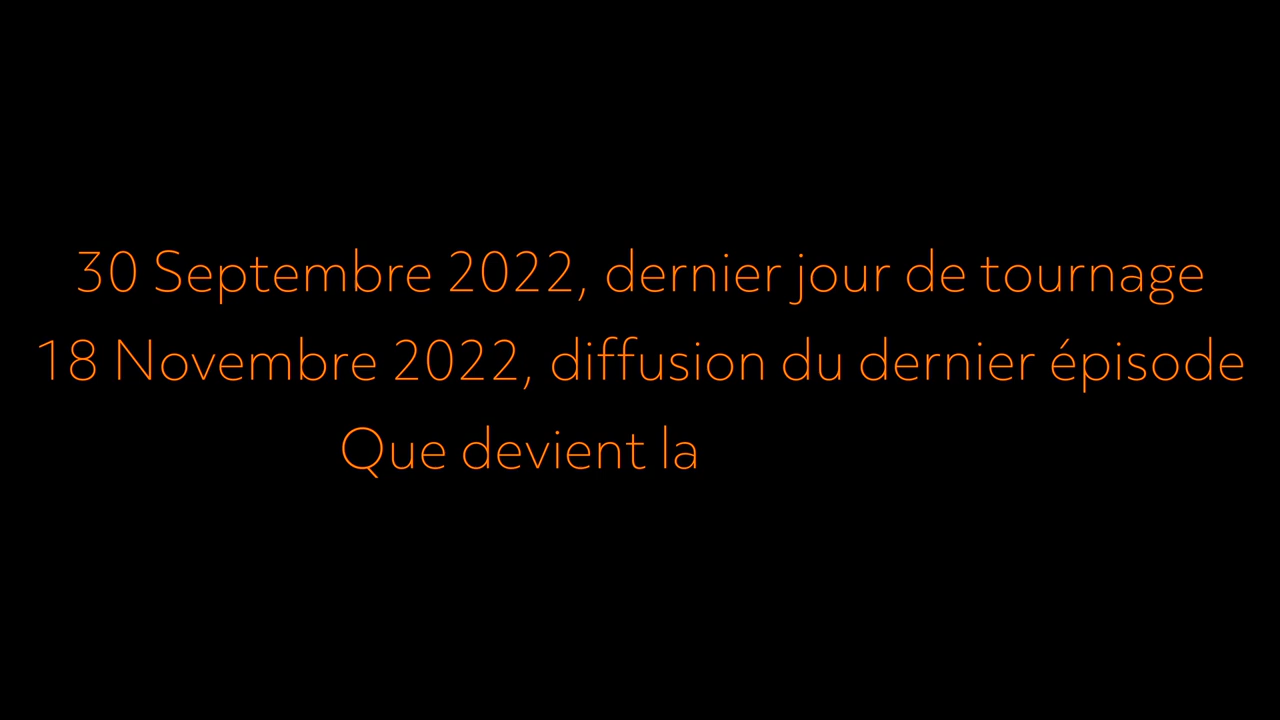 30 Septembre 2022, dernier jour de tournage
18 Novembre 2022, diffusion du dernier épisode
Que devient la